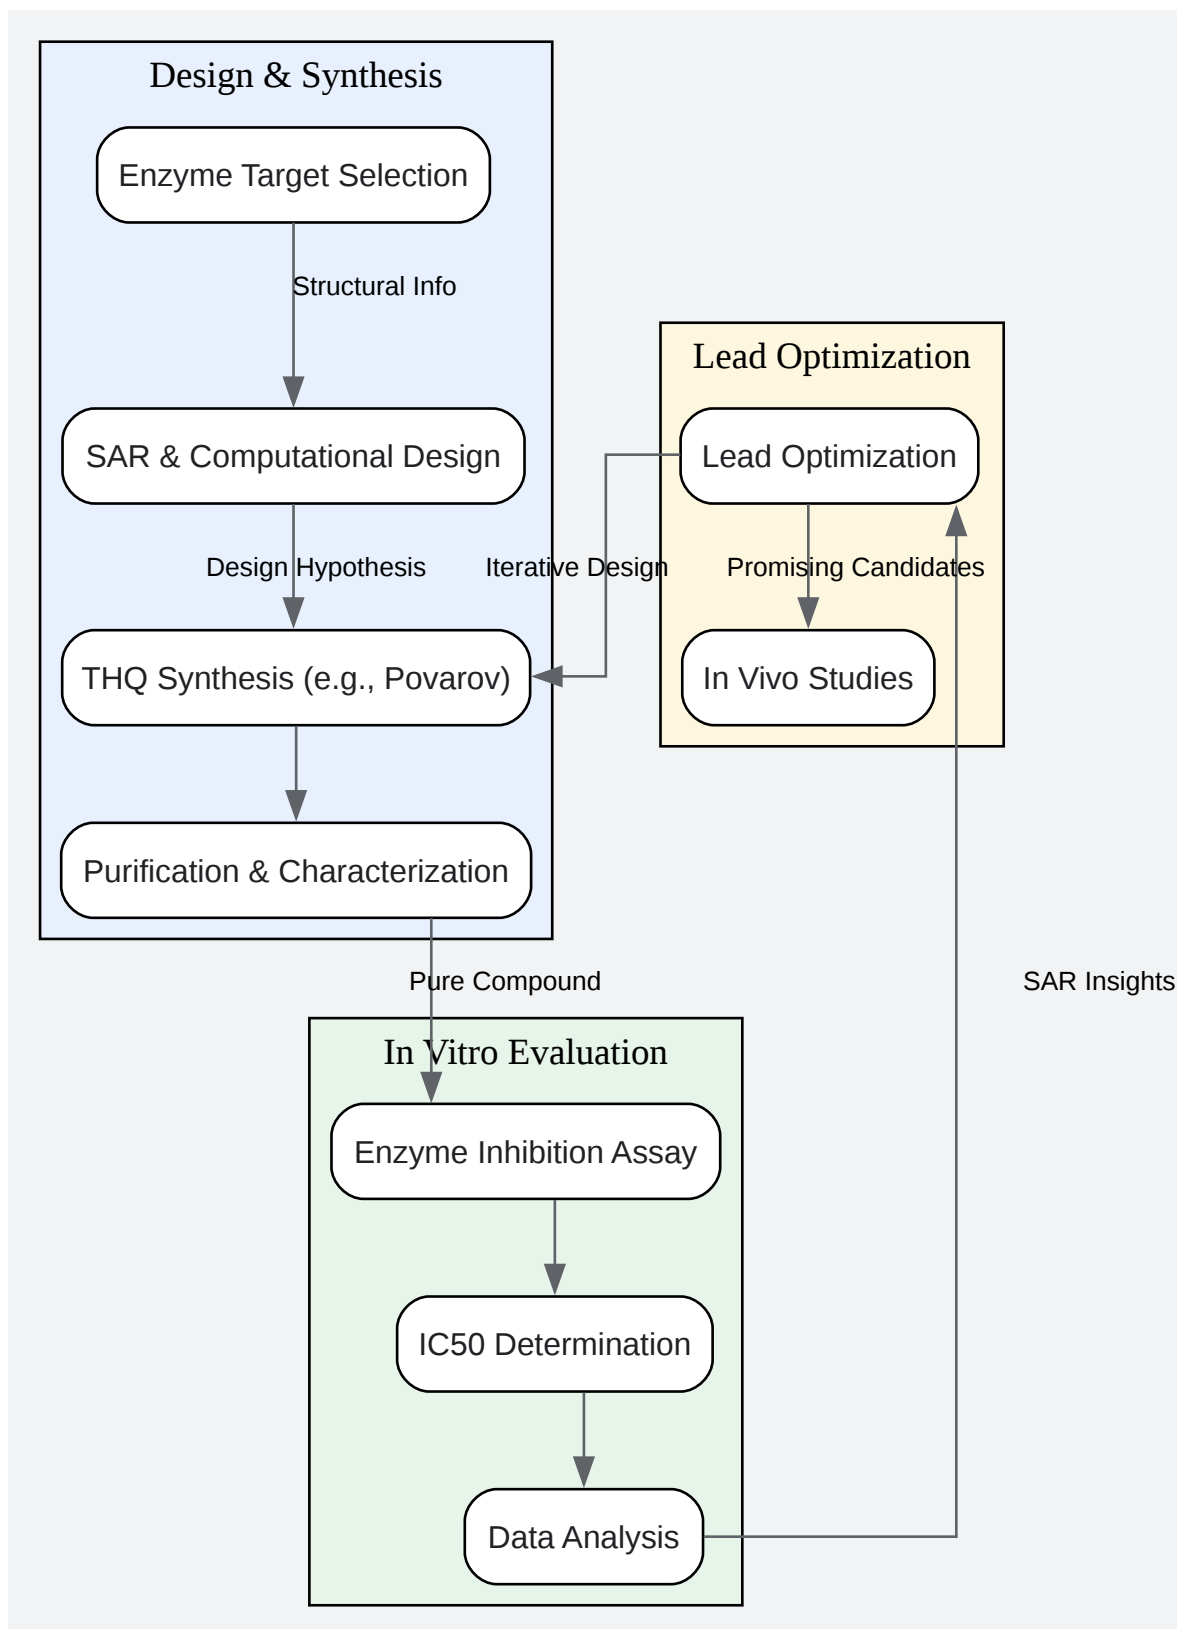 Design & Synthesis
Enzyme Target Selection
Structural Info
SAR & Computational Design
Design Hypothesis
THQ Synthesis (e.g., Povarov)
Purification & Characterization
Pure Compound
Lead Optimization
Lead Optimization
Iterative Design
Promising Candidates
In Vivo Studies
SAR Insights
In Vitro Evaluation
Enzyme Inhibition Assay
IC50 Determination
Data Analysis